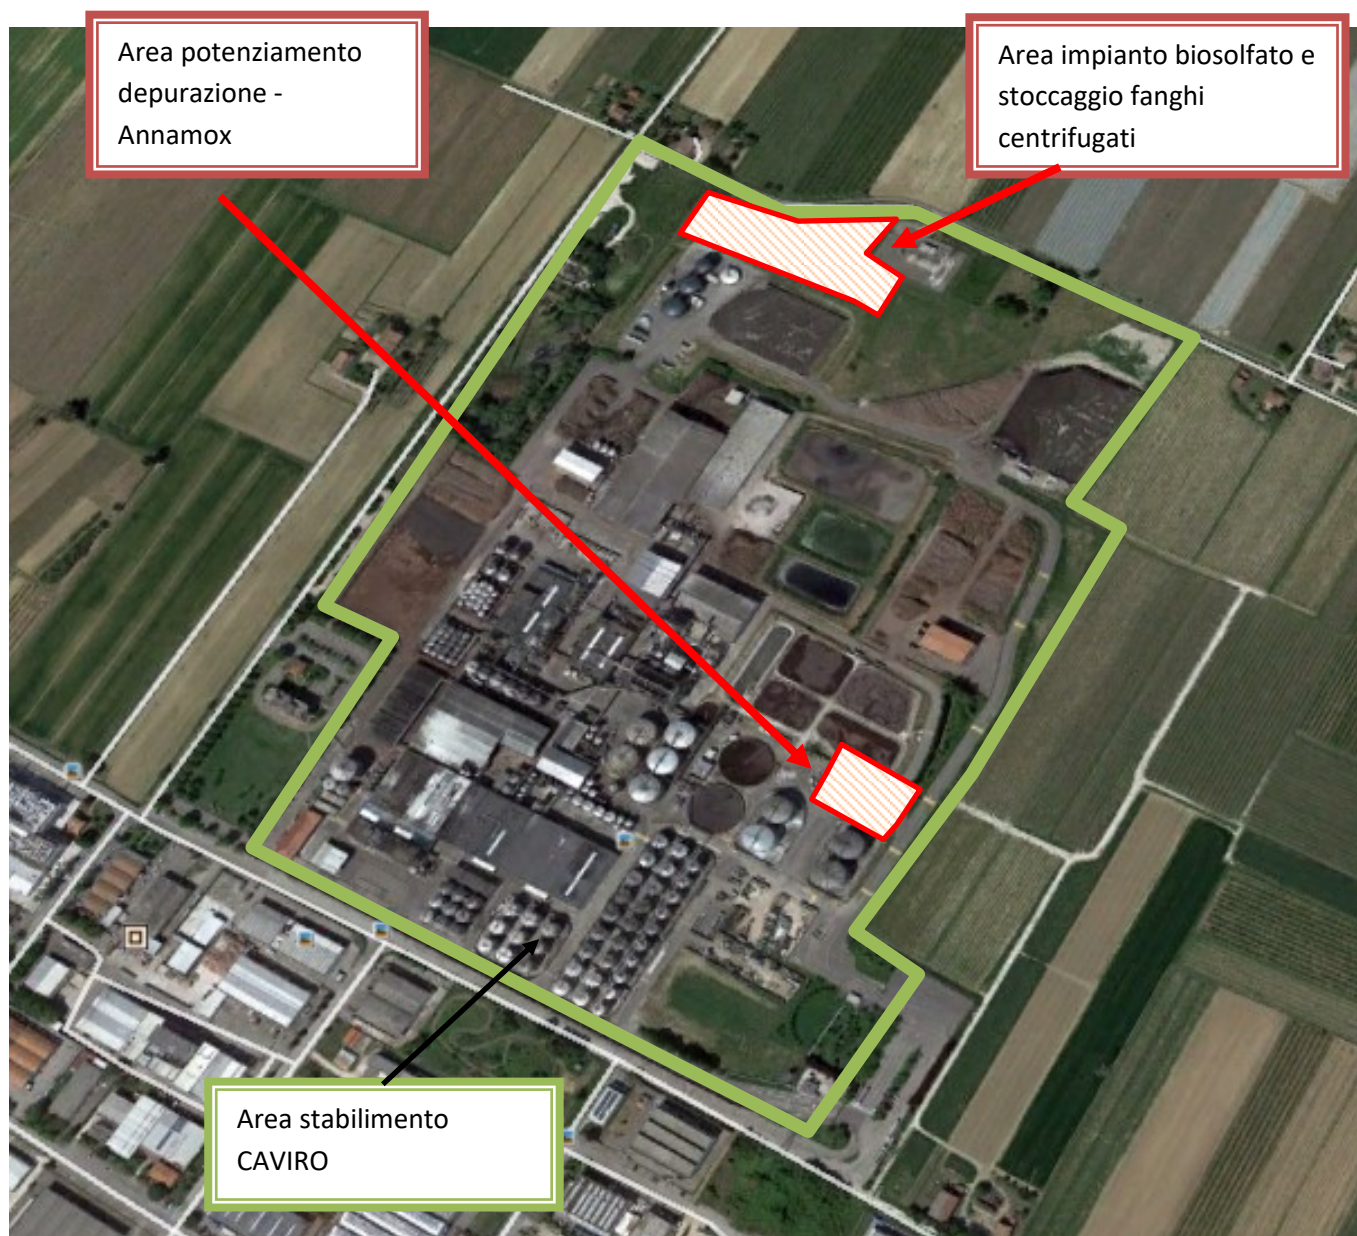 Area potenziamento
depurazione -
Annamox
Area impianto biosolfato e
stoccaggio fanghi
centrifugati
Area stabilimento
CAVIRO